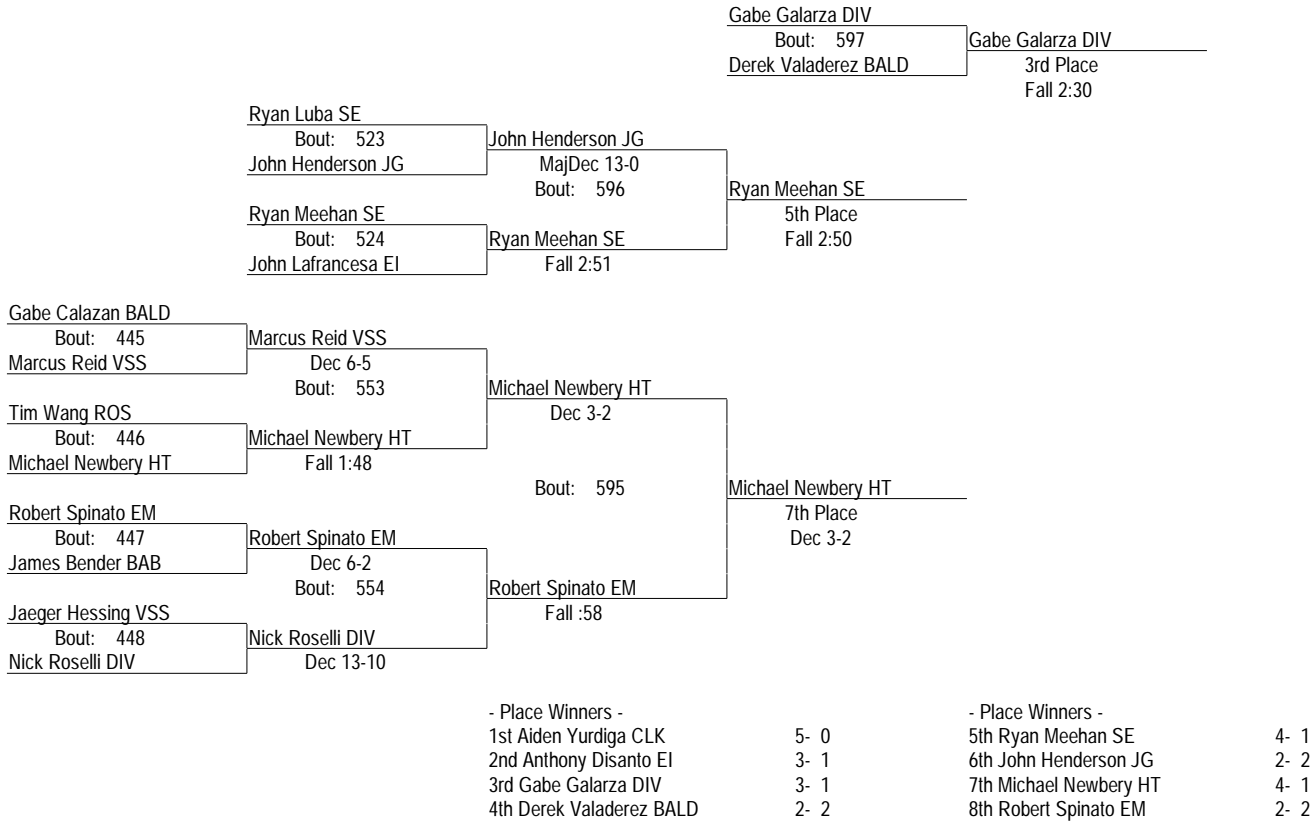 Gabe Galarza DIV
Bout: 597
Gabe Galarza DIV
Derek Valaderez BALD
3rd Place
Fall 2:30
Ryan Luba SE
Bout: 523
John Henderson JG
John Henderson JG
MajDec 13-0
Bout: 596
Ryan Meehan SE
Ryan Meehan SE
5th Place
Bout: 524
Ryan Meehan SE
Fall 2:50
John Lafrancesa EI
Fall 2:51
Gabe Calazan BALD
Bout: 445
Marcus Reid VSS
Marcus Reid VSS
Dec 6-5
Bout: 553
Michael Newbery HT
Tim Wang ROS
Dec 3-2
Bout: 446
Michael Newbery HT
Michael Newbery HT
Fall 1:48
Bout: 595
Michael Newbery HT
Robert Spinato EM
7th Place
Bout: 447
Robert Spinato EM
Dec 3-2
James Bender BAB
Dec 6-2
Bout: 554
Robert Spinato EM
Jaeger Hessing VSS
Fall :58
Bout: 448
Nick Roselli DIV
Nick Roselli DIV
Dec 13-10
- Place Winners -
1st Aiden Yurdiga CLK 5- 0
2nd Anthony Disanto EI 3- 1
3rd Gabe Galarza DIV 3- 1
4th Derek Valaderez BALD 2- 2
- Place Winners -
5th Ryan Meehan SE 4- 1
6th John Henderson JG 2- 2
7th Michael Newbery HT 4- 1
8th Robert Spinato EM 2- 2